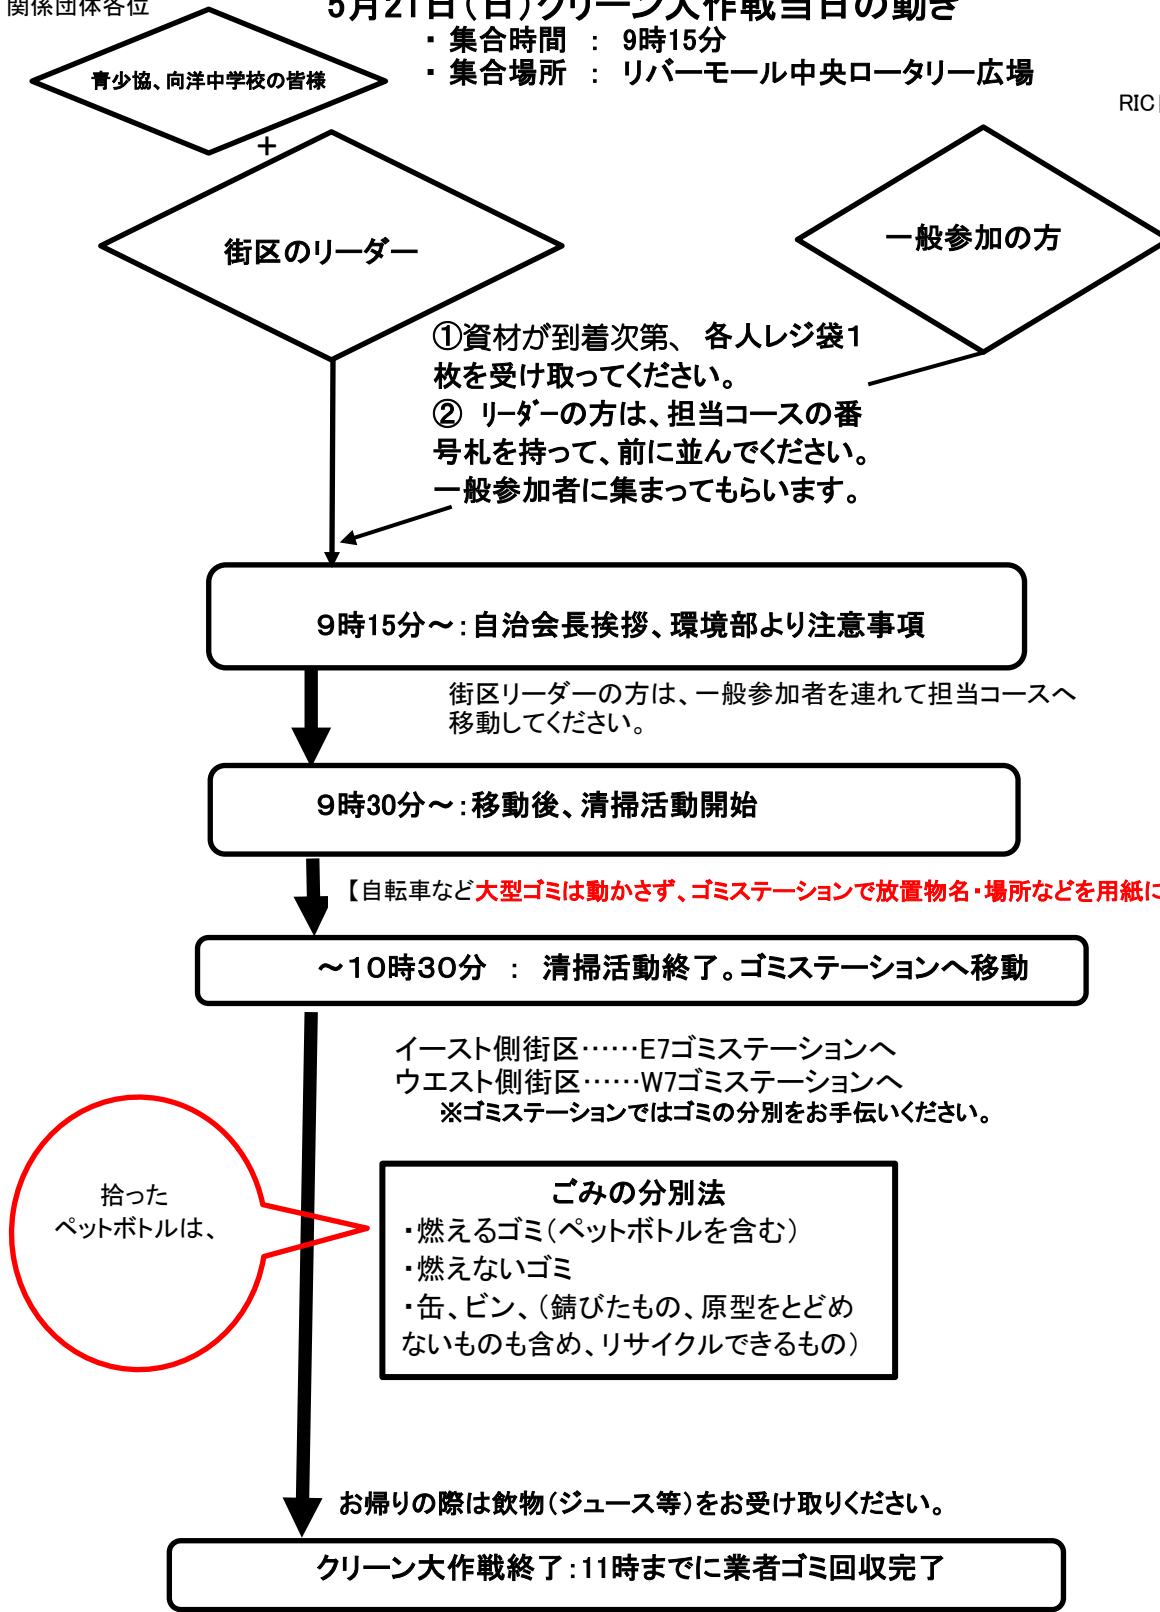 関係団体各位
5月21日（日）クリーン大作戦当日の動き
・ 集合時間 ： 9時15分
・ 集合場所 ： リバーモール中央ロータリー広場
青少協、向洋中学校の皆様
RIC
＋
街区のリーダー
一般参加の方
①資材が到着次第、 各人レジ袋１
枚を受け取ってください。
② ﾘｰﾀﾞｰの方は、担当コースの番
号札を持って、前に並んでください。
一般参加者に集まってもらいます。
９時15分～：自治会長挨拶、環境部より注意事項
街区リーダーの方は、一般参加者を連れて担当コースへ
移動してください。
９時30分～：移動後、清掃活動開始
【自転車など大型ゴミは動かさず、ゴミステーションで放置物名・場所などを用紙に
～１０時３０分 ： 清掃活動終了。ゴミステーションへ移動
イースト側街区……E7ゴミステーションへ
ウエスト側街区……W7ゴミステーションへ
※ゴミステーションではゴミの分別をお手伝いください。
拾った
ペットボトルは、
ごみの分別法
・燃えるゴミ（ペットボトルを含む）
・燃えないゴミ
・缶、ビン、（錆びたもの、原型をとどめ
ないものも含め、リサイクルできるもの）
お帰りの際は飲物（ジュース等）をお受け取りください。
クリーン大作戦終了：11時までに業者ゴミ回収完了